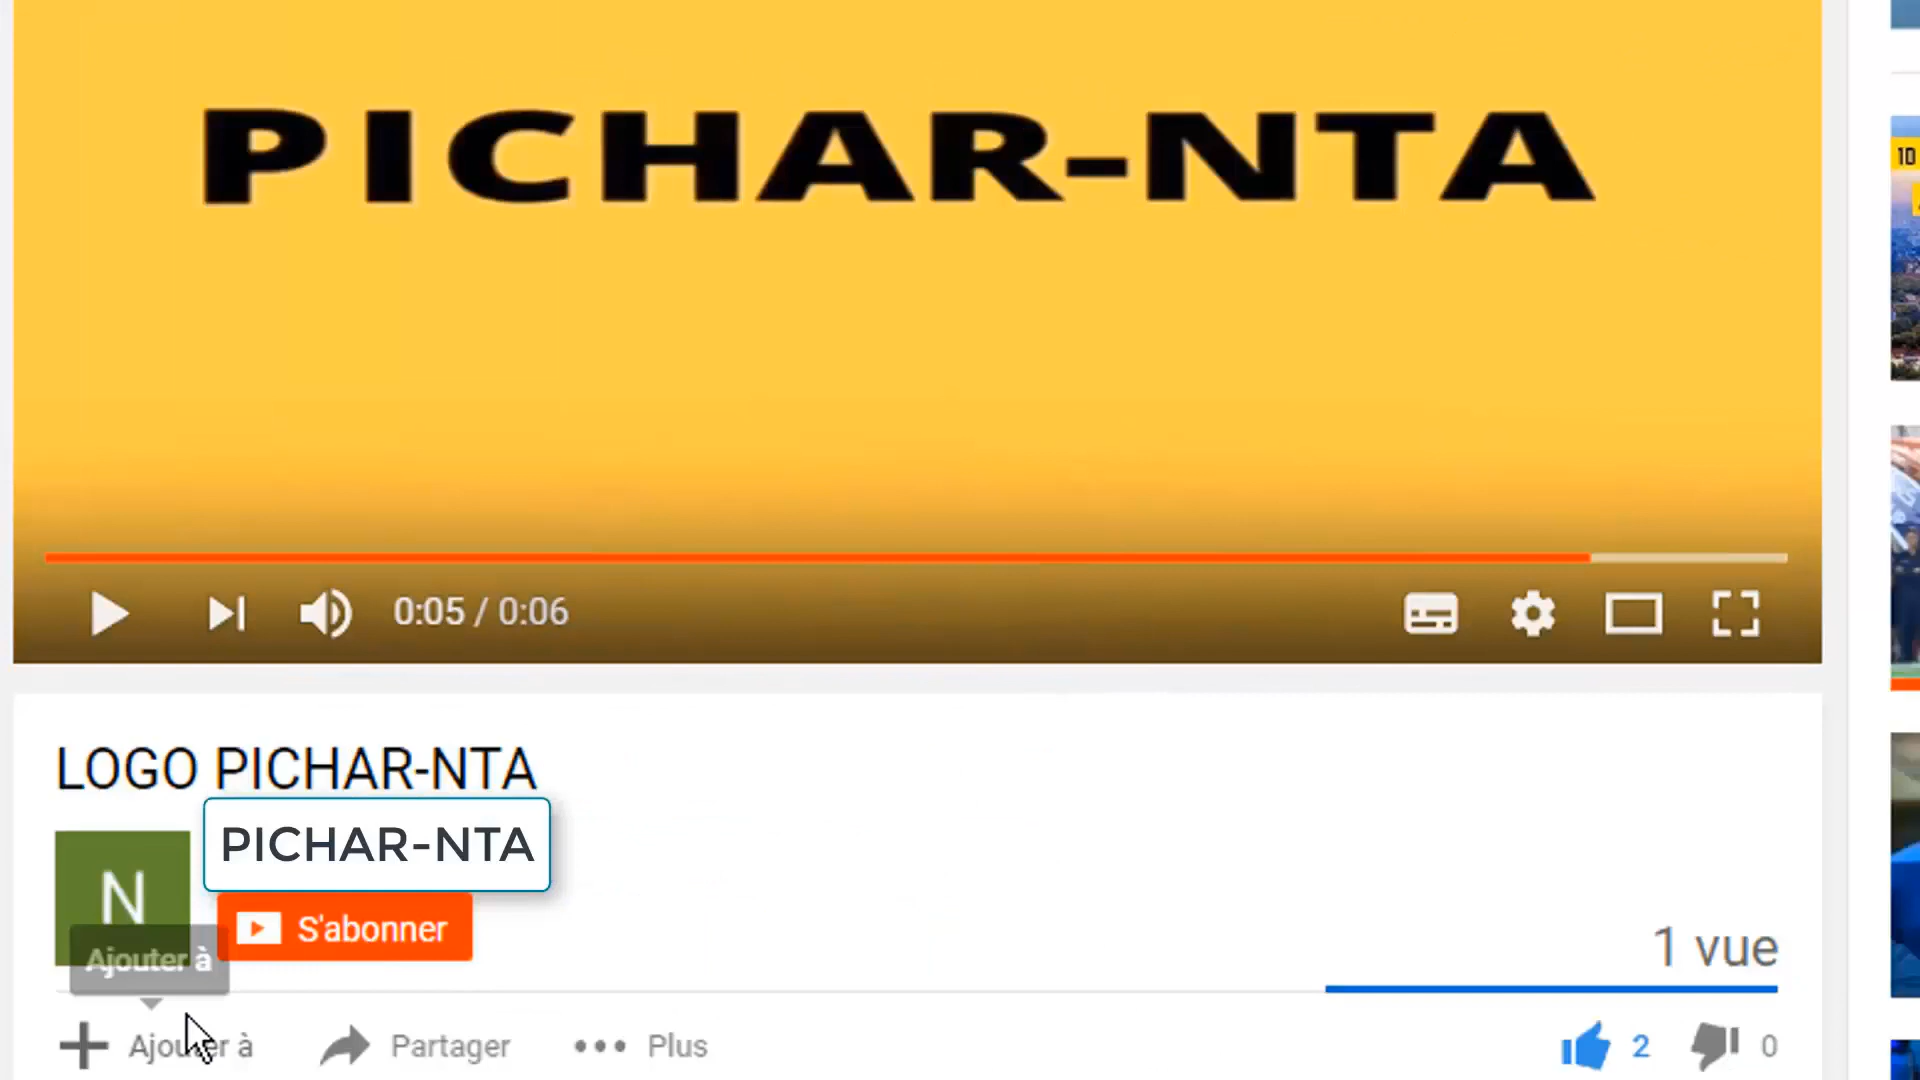 PICHAR-NTA
10
0:05 / 0:06
LOGO PICHAR-NTA
PICHAR-NTA
N
S'abonner
Ajouter à
1 vue
Ajouter à
Partager
Plus
2
0